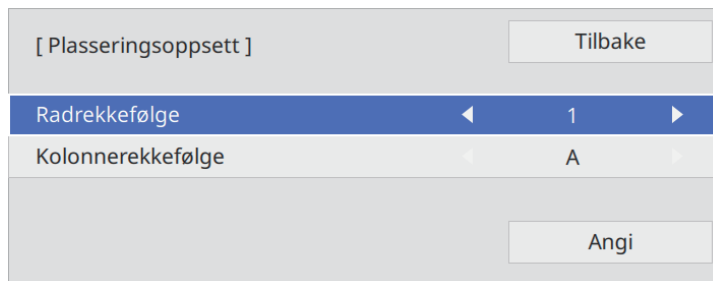 [ Plasseringsoppsett ] Tilbake
Radrekkefølge 1
Kolonnerekkefølge A
Angi